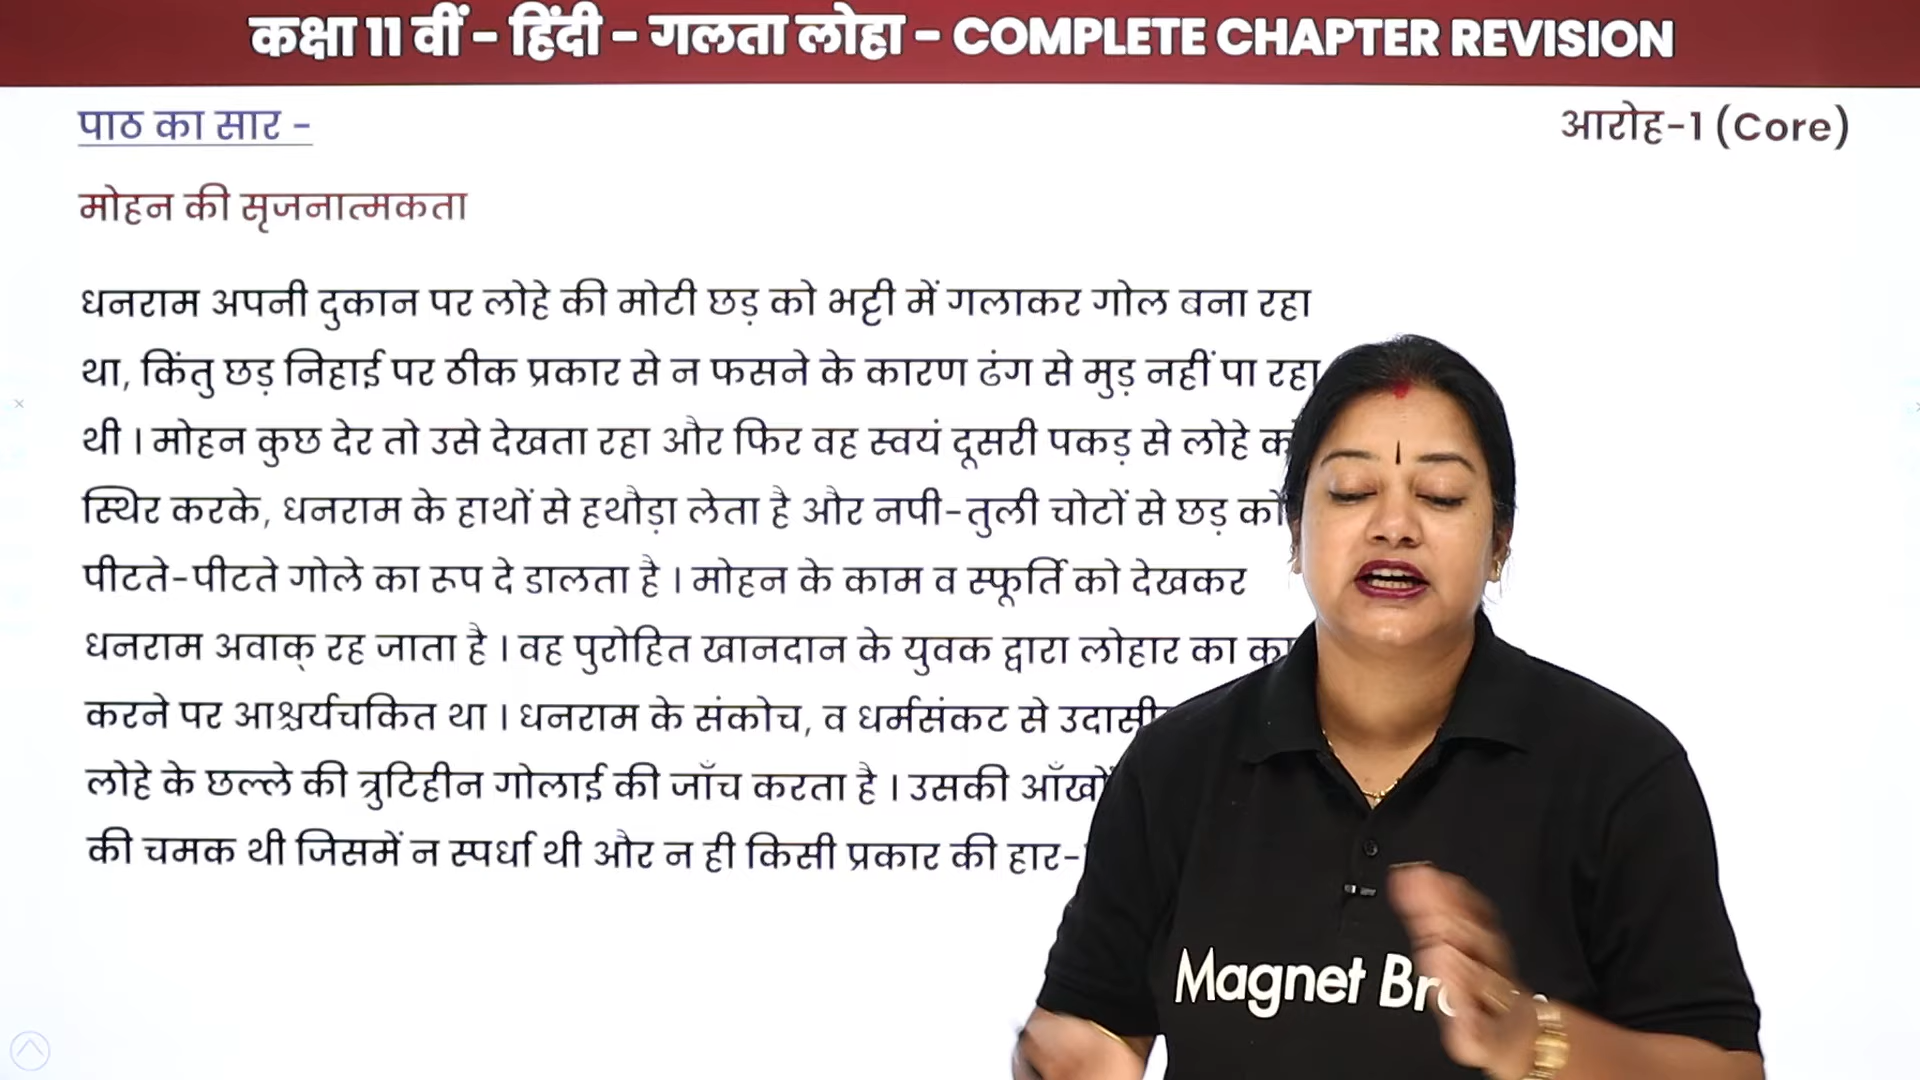 कक्षा 11 वीं - हिंदी - गलता लोहा - COMPLETE CHAPTER REVISION
पाठ का सार -
आरोह-1 (Core)
मोहन की सृजनात्मकता
धनराम अपनी दुकान पर लोहे की मोटी छड़ को भट्टी में गलाकर गोल बना रहा
था, किंतु छड़ निहाई पर ठीक प्रकार से न फसने के कारण ढंग से मुड़ नहीं पा रहा
थी । मोहन कुछ देर तो उसे देखता रहा और फिर वह स्वयं दूसरी पकड़ से लोहे को
स्थिर करके, धनराम के हाथों से हथौड़ा लेता है और नपी-तुली चोटों से छड़ को
पीटते-पीटते गोले का रूप दे डालता है । मोहन के काम व स्फूर्ति को देखकर
धनराम अवाक् रह जाता है । वह पुरोहित खानदान के युवक द्वारा लोहार का
करने पर आश्चर्यचकित था । धनराम के संकोच, व धर्मसंकट से
लोहे के छल्ले की त्रुटिहीन गोलाई की जाँच करता है । उसकी
की चमक थी जिसमें न स्पर्धा थी और न ही किसी प्रकार की हार-
Magnet